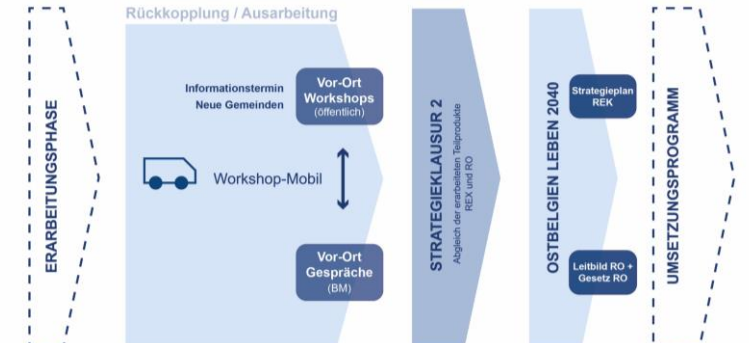 Rückkopplung / Ausarbeitung
ERARBEITUNGSPHASE
Informationstermin
Neue Gemeinden
Vor-Ort
Workshops
(öffentlich)
Workshop-Mobil
Vor-Ort
Gespräche
(BM)
STRATEGIEKLAUSUR 2
Abgleich der erarbeiteten Teilprodukte
REX und RO
OSTBELGIEN LEBEN 2040
Strategieplan
REK
Leitbild RO +
Gesetz RO
UMSETZUNGSPROGRAMM